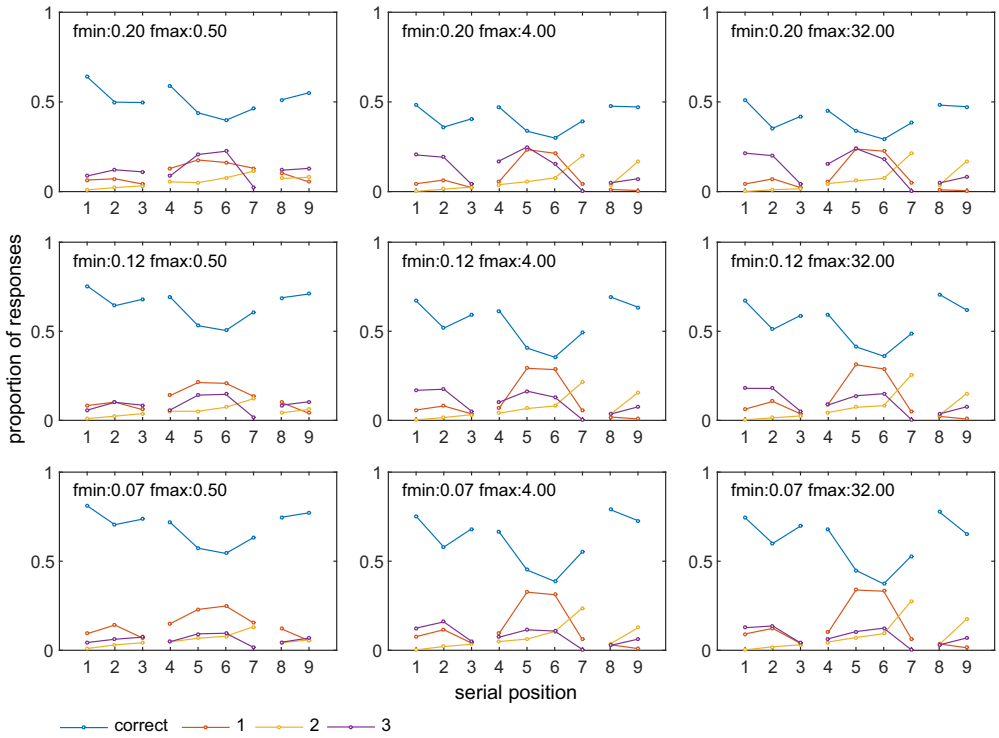 fmin:0.20 fmax:0.50
fmin:0.20 fmax:4.00
fmin:0.20 fmax:32.00
1
0.5
0
1 2 3 4 5 6 7 8 9
1
0.5
0
1 2 3 4 5 6 7 8 9
1
0.5
0
1 2 3 4 5 6 7 8 9
fmin:0.12 fmax:0.50
fmin:0.12 fmax:4.00
fmin:0.12 fmax:32.00
1
0.5
0
1 2 3 4 5 6 7 8 9
1
0.5
0
1 2 3 4 5 6 7 8 9
1
0.5
0
1 2 3 4 5 6 7 8 9
proportion of responses
fmin:0.07 fmax:0.50
fmin:0.07 fmax:4.00
fmin:0.07 fmax:32.00
1
0.5
0
1 2 3 4 5 6 7 8 9
1
0.5
0
1 2 3 4 5 6 7 8 9
1
0.5
0
1 2 3 4 5 6 7 8 9
serial position
correct 1 2 3